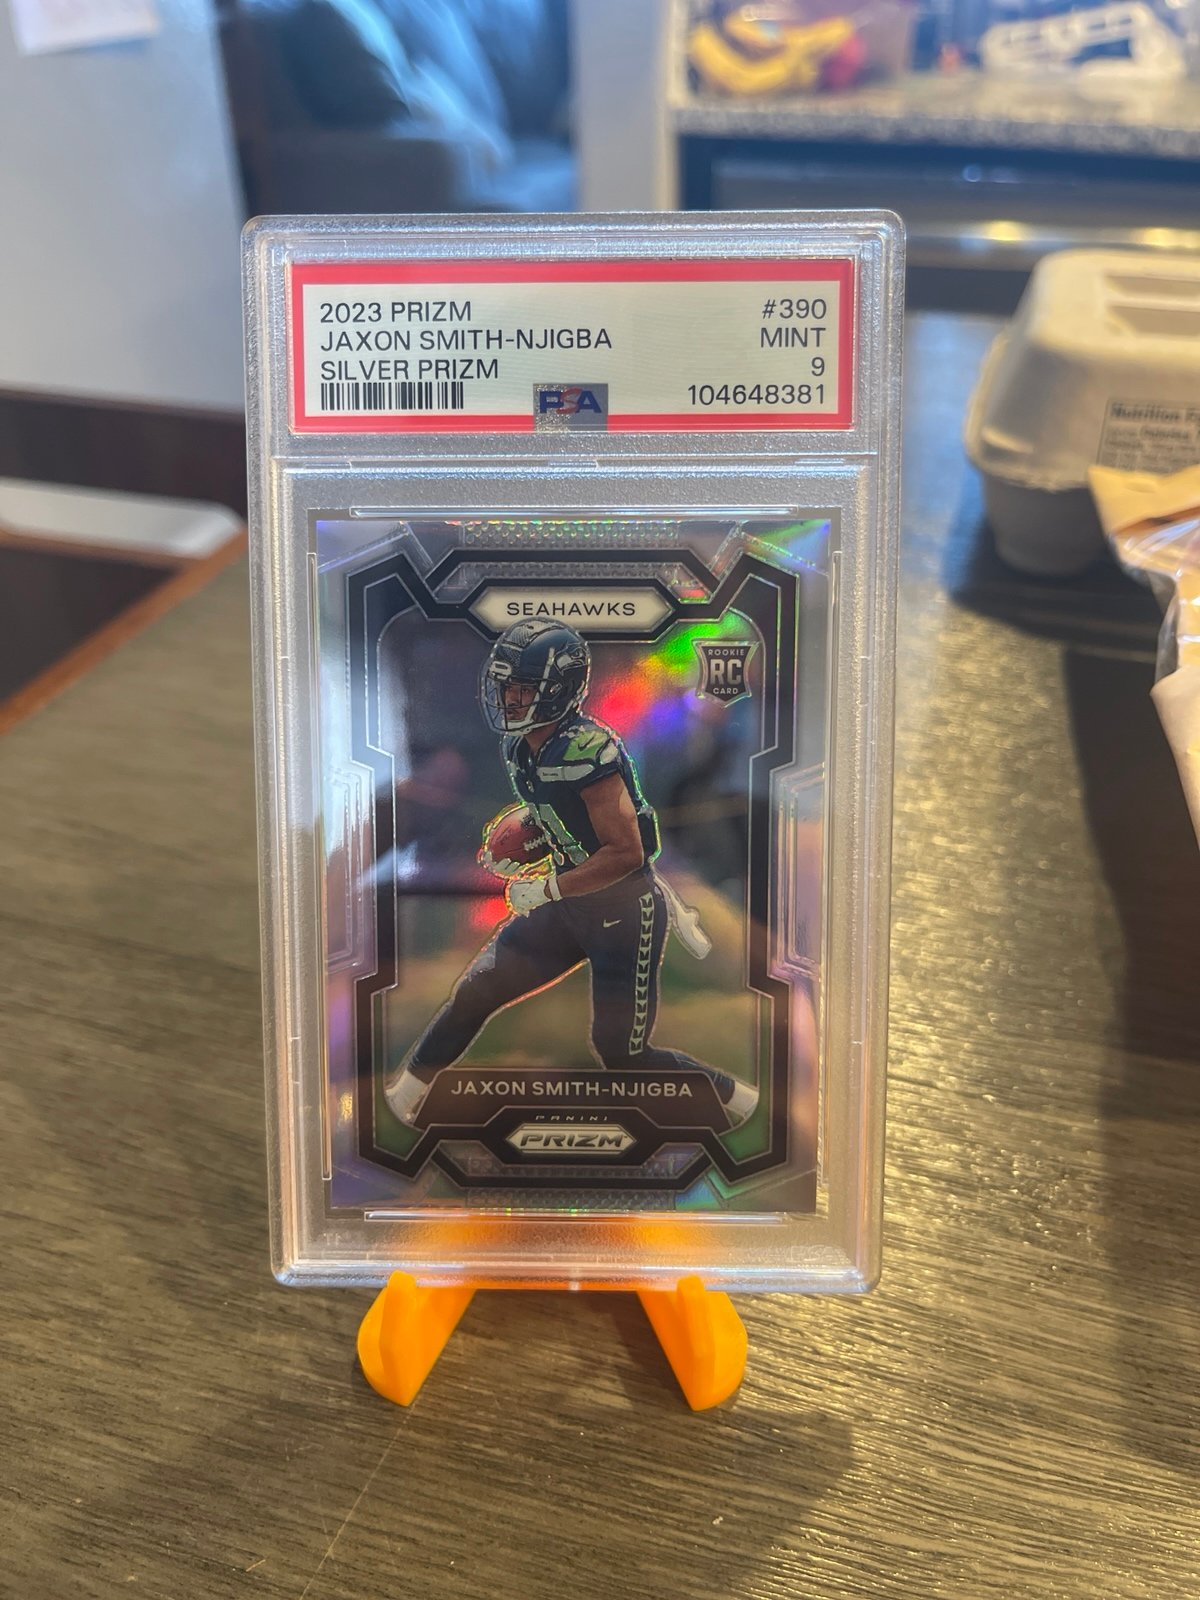 2023 PRIZM #390
JAXON SMITH-NJIGBA MINT
SILVER PRIZM 9
PSA 104648381
SEAHAWKS
ROOKIE
RC
CARD
JAXON SMITH-NJIGBA
PANINI
PRIZM
Nutrition